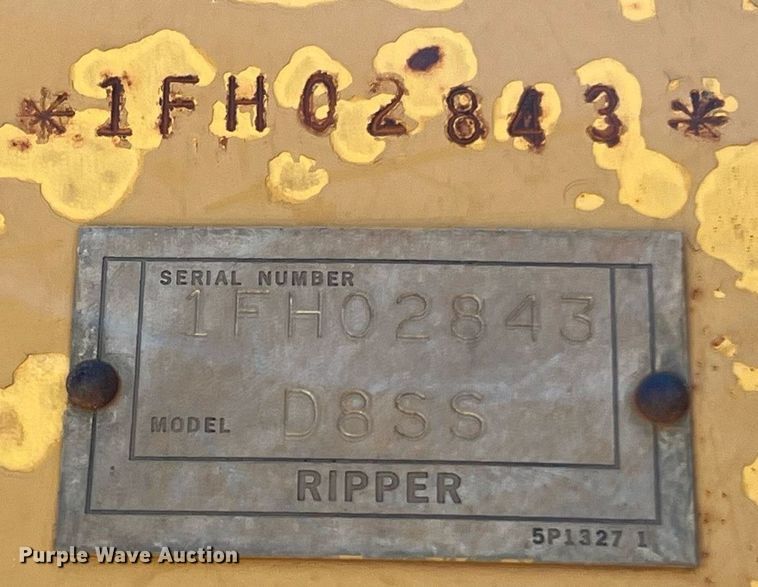 *1FH02843*
SERIAL NUMBER
1FH02843
MODEL D8SS
RIPPER
5P1327 1
Purple Wave Auction